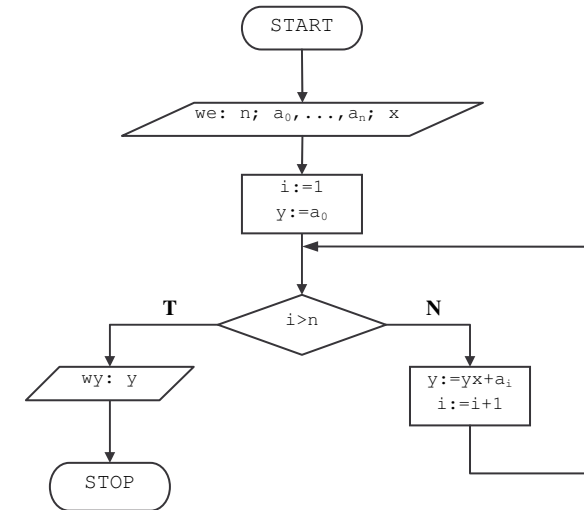 START
we: n; a₀,...,aₙ; x
i:=1
y:=a₀
i>n
T
N
wy: y
y:=yx+aᵢ
i:=i+1
STOP